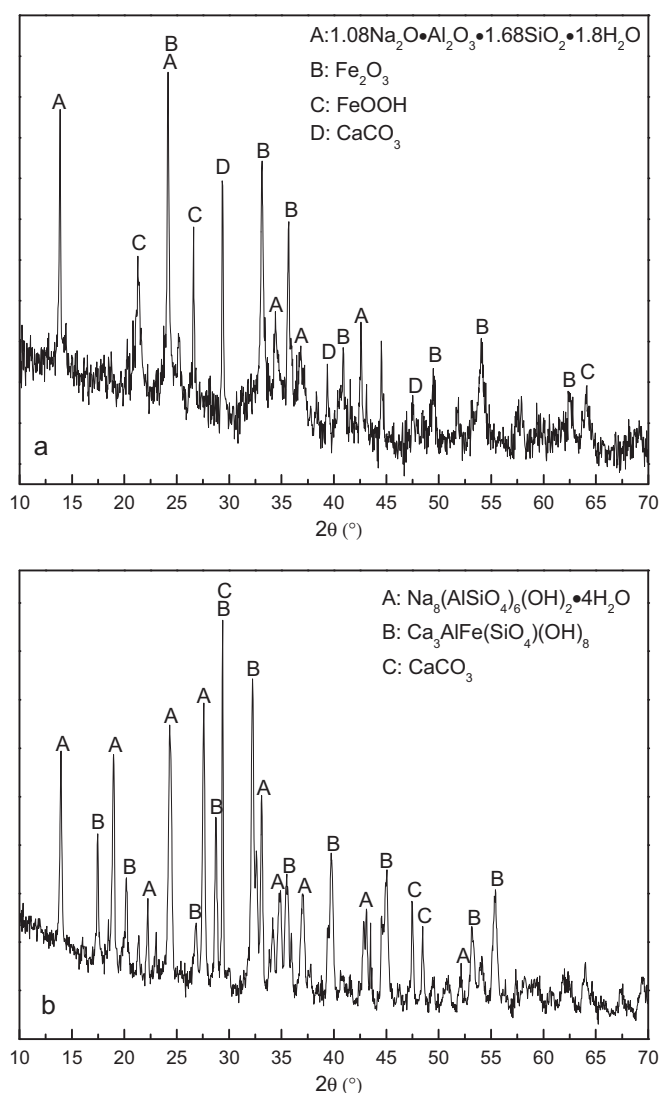 A:1.08Na₂O•Al₂O₃•1.68SiO₂•1.8H₂O
B: Fe₂O₃
C: FeOOH
D: CaCO₃
B
A
A
D
B
C
C
B
A
A
D
B
A
D
B
B
B
C
a
10 15 20 25 30 35 40 45 50 55 60 65 70
2θ (°)
A: Na₈(AlSiO₄)₆(OH)₂•4H₂O
B: Ca₃AlFe(SiO₄)(OH)₈
C: CaCO₃
C
B
B
A
A
A
A
B
B
A
B
A
B
A
B
A
B
B
A
C
C
A
B
B
b
10 15 20 25 30 35 40 45 50 55 60 65 70
2θ (°)